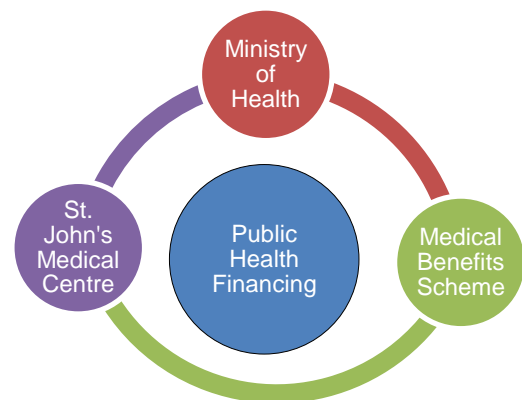 Ministry
of
Health
St.
John's
Medical
Centre
Public
Health
Financing
Medical
Benefits
Scheme